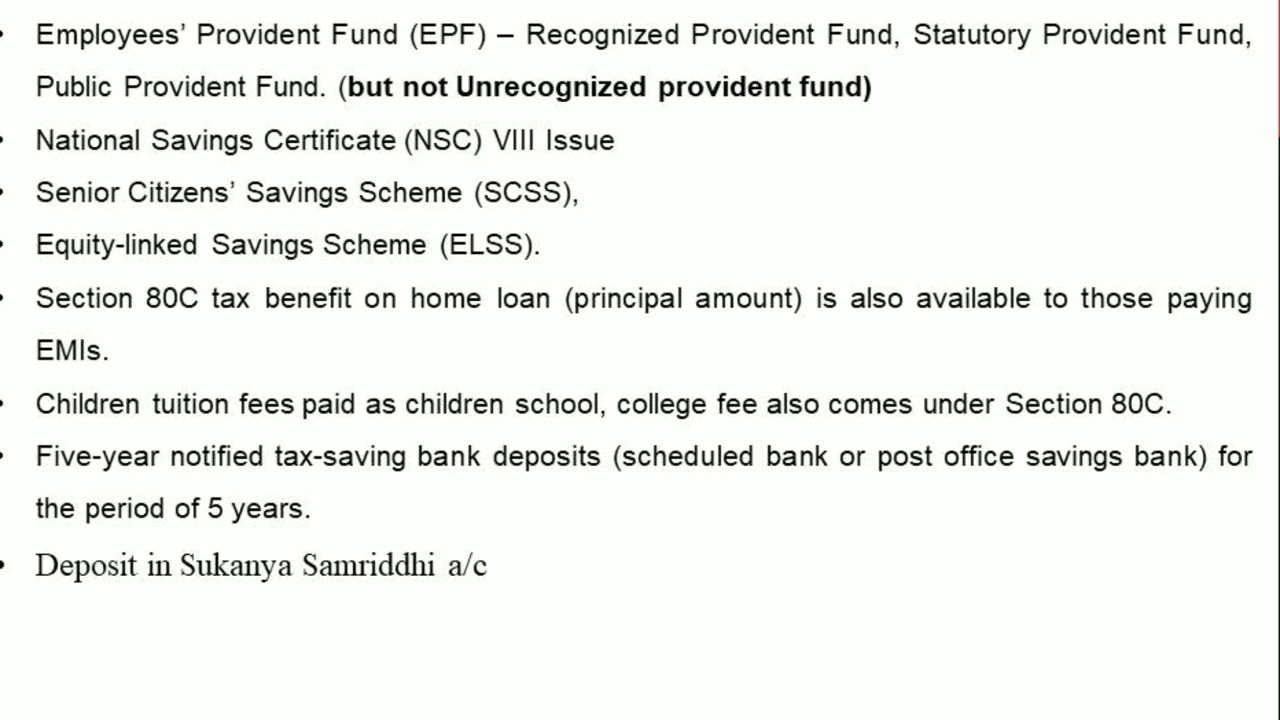 • Employees’ Provident Fund (EPF) – Recognized Provident Fund, Statutory Provident Fund,
Public Provident Fund. (but not Unrecognized provident fund)
• National Savings Certificate (NSC) VIII Issue
• Senior Citizens’ Savings Scheme (SCSS),
• Equity-linked Savings Scheme (ELSS).
• Section 80C tax benefit on home loan (principal amount) is also available to those paying
EMIs.
• Children tuition fees paid as children school, college fee also comes under Section 80C.
• Five-year notified tax-saving bank deposits (scheduled bank or post office savings bank) for
the period of 5 years.
• Deposit in Sukanya Samriddhi a/c